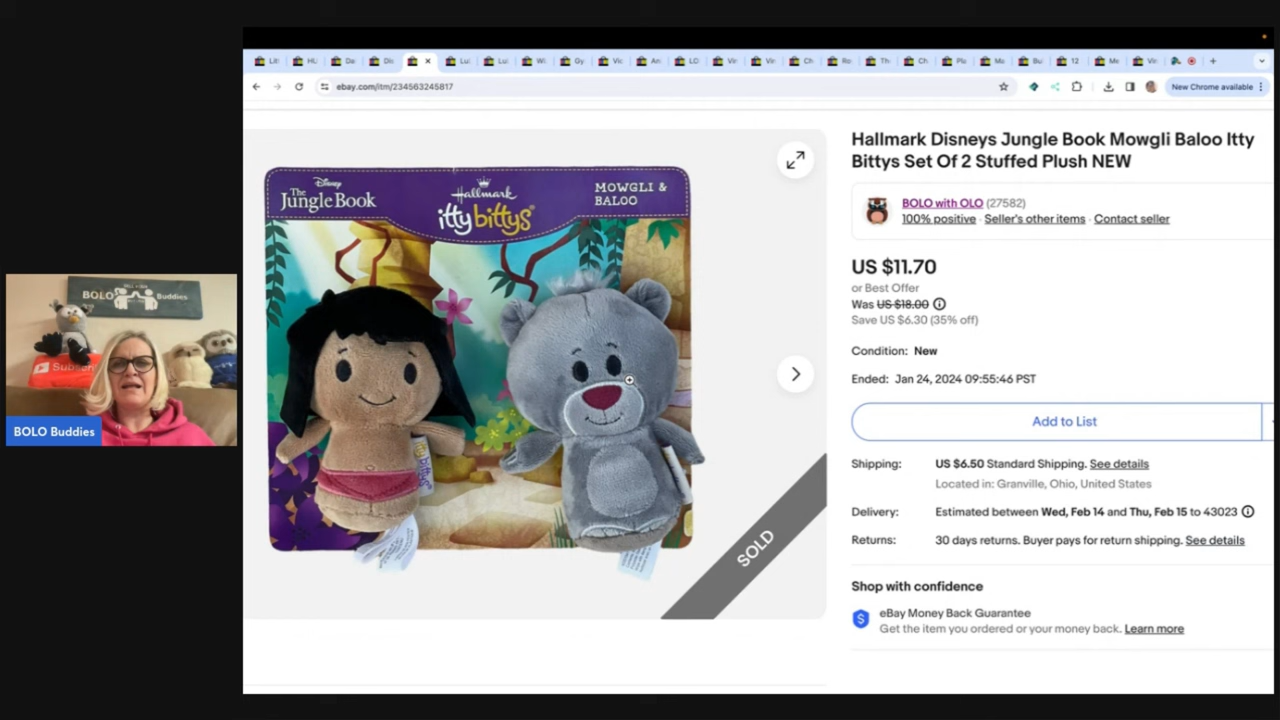 ebay.com/itm/234563245817
New Chrome available
Disney
The
Jungle Book
Hallmark
itty bittys
MOWGLI &
BALOO
itty bittys
SOLD
BOLO
Buddies
Subscri
BOLO Buddies
Hallmark Disneys Jungle Book Mowgli Baloo Itty
Bittys Set Of 2 Stuffed Plush NEW
BOLO with OLO (27582)
100% positive · Seller's other items · Contact seller
US $11.70
or Best Offer
Was US $18.00
Save US $6.30 (35% off)
Condition: New
Ended: Jan 24, 2024 09:55:46 PST
Add to List
Shipping: US $6.50 Standard Shipping. See details
Located in: Granville, Ohio, United States
Delivery: Estimated between Wed, Feb 14 and Thu, Feb 15 to 43023
Returns: 30 days returns. Buyer pays for return shipping. See details
Shop with confidence
eBay Money Back Guarantee
Get the item you ordered or your money back. Learn more